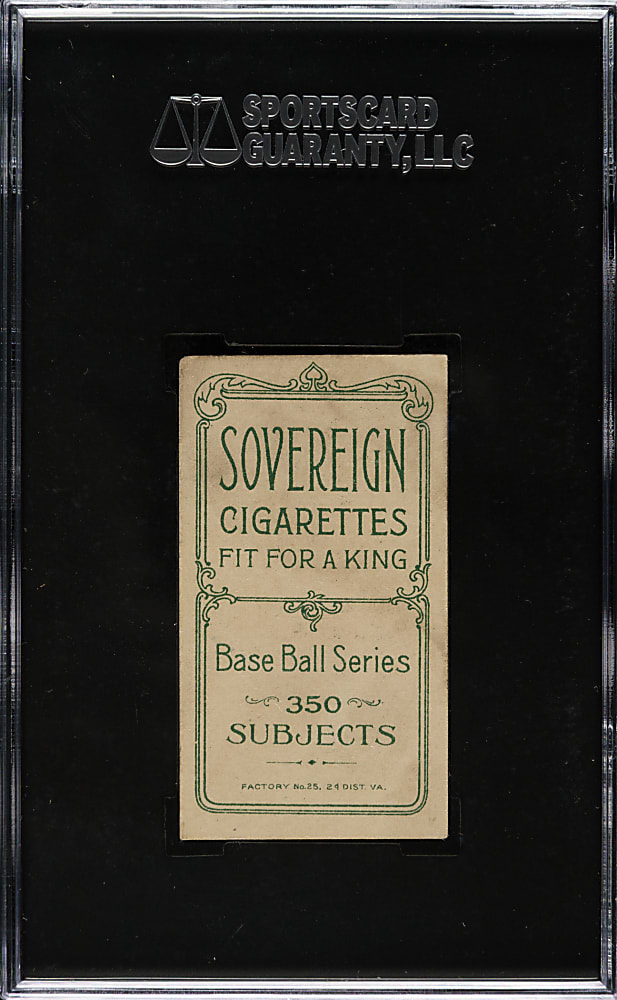 SPORTSCARD
GUARANTY, LLC
SOVEREIGN
CIGARETTES
FIT FOR A KING
Base Ball Series
350
SUBJECTS
FACTORY No. 25, 24 DIST. VA.